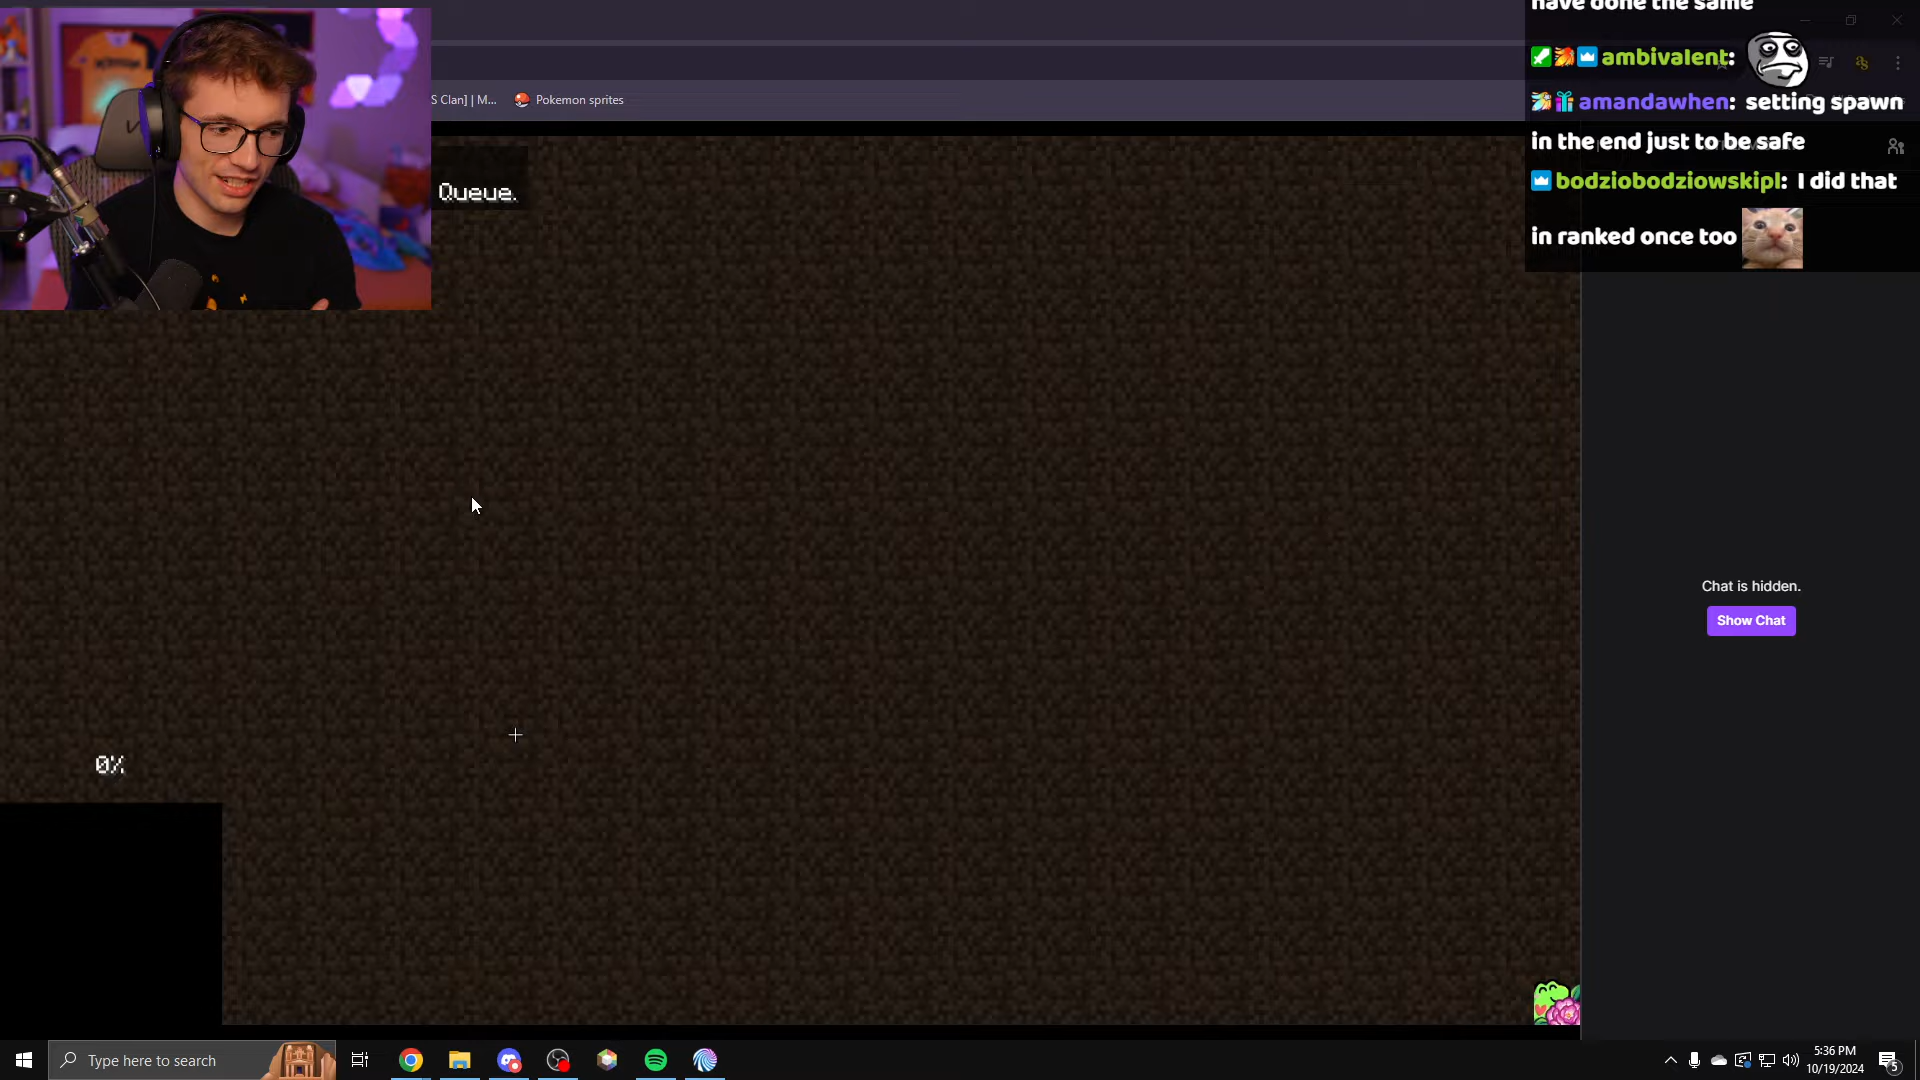 have done the same
ambivalent:
amandawhen: setting spawn
in the end just to be safe
bodziobodziowskipl: I did that
in ranked once too
S Clan] | M...
Pokemon sprites
Queue.
0%
Chat is hidden.
Show Chat
Type here to search
5:36 PM
10/19/2024
5